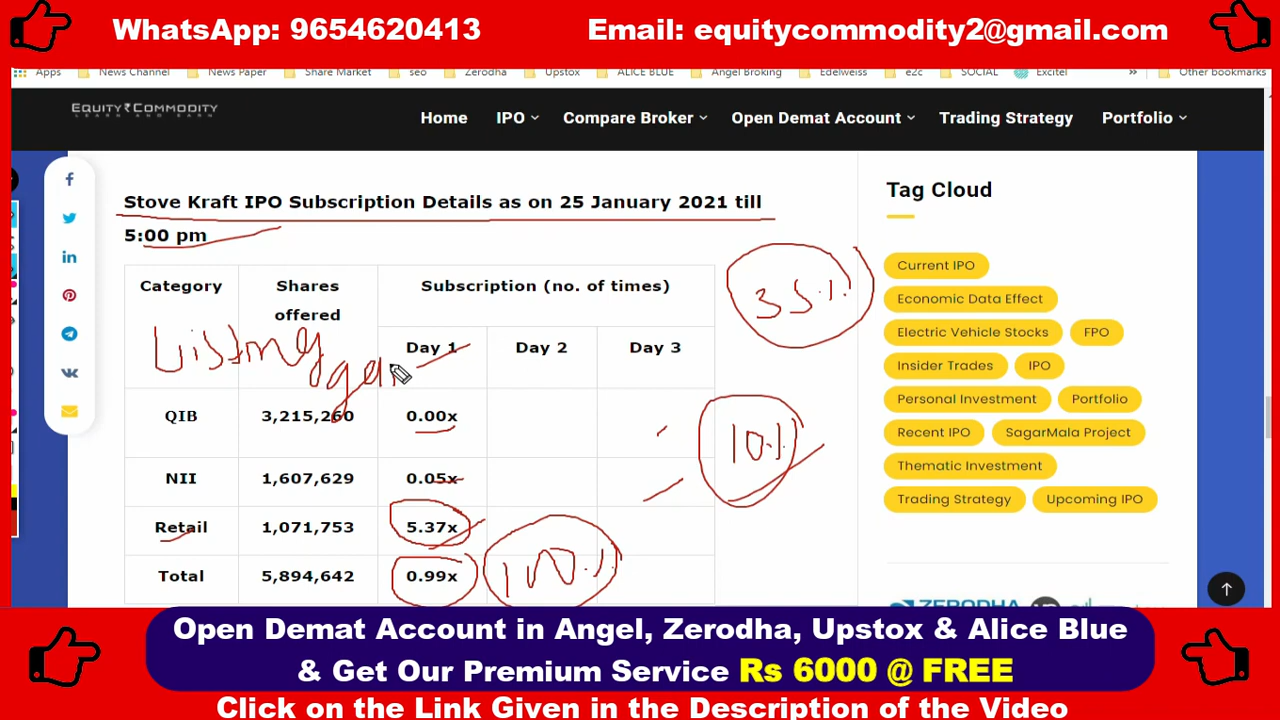 WhatsApp: 9654620413 Email: equitycommodity2@gmail.com
Apps News Channel News Paper Share Market seo Zerodha Upstox ALICE BLUE Angel Broking Edelweiss e2c SOCIAL Excitel » Other bookmarks
EQUITY₹COMMODITY
LEARN AND EARN
Home IPO Compare Broker Open Demat Account Trading Strategy Portfolio
Stove Kraft IPO Subscription Details as on 25 January 2021 till
5:00 pm
Category Shares offered Subscription (no. of times)
Day 1 Day 2 Day 3
QIB 3,215,260 0.00x
NII 1,607,629 0.05x
Retail 1,071,753 5.37x
Total 5,894,642 0.99x
Listing
35%
10%
100%
Tag Cloud
Current IPO
Economic Data Effect
Electric Vehicle Stocks FPO
Insider Trades IPO
Personal Investment Portfolio
Recent IPO SagarMala Project
Thematic Investment
Trading Strategy Upcoming IPO
ZERODHA
Open Demat Account in Angel, Zerodha, Upstox & Alice Blue
& Get Our Premium Service Rs 6000 @ FREE
Click on the Link Given in the Description of the Video